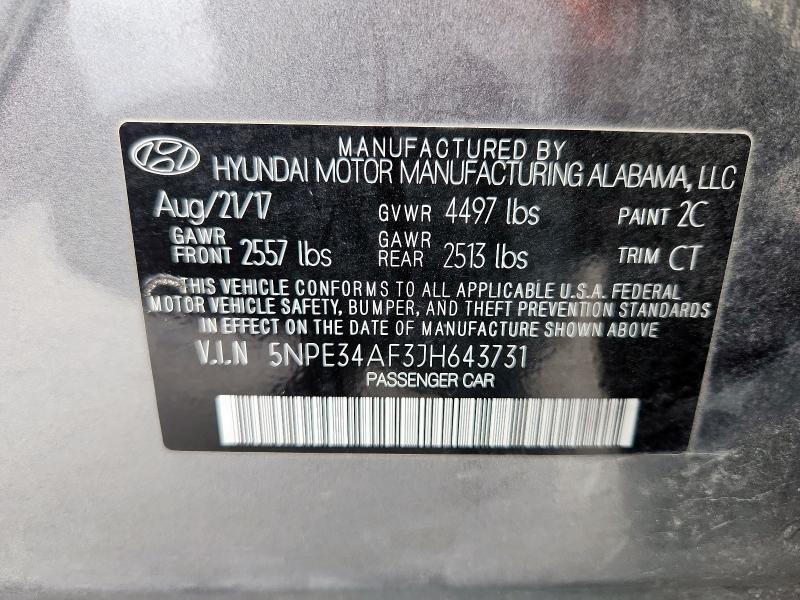 MANUFACTURED BY
HYUNDAI MOTOR MANUFACTURING ALABAMA, LLC
Aug/21/17 GVWR 4497 lbs PAINT 2C
GAWR FRONT 2557 lbs GAWR REAR 2513 lbs TRIM CT
THIS VEHICLE CONFORMS TO ALL APPLICABLE U.S.A. FEDERAL
MOTOR VEHICLE SAFETY, BUMPER, AND THEFT PREVENTION STANDARDS
IN EFFECT ON THE DATE OF MANUFACTURE SHOWN ABOVE
V.I.N 5NPE34AF3JH643731
PASSENGER CAR